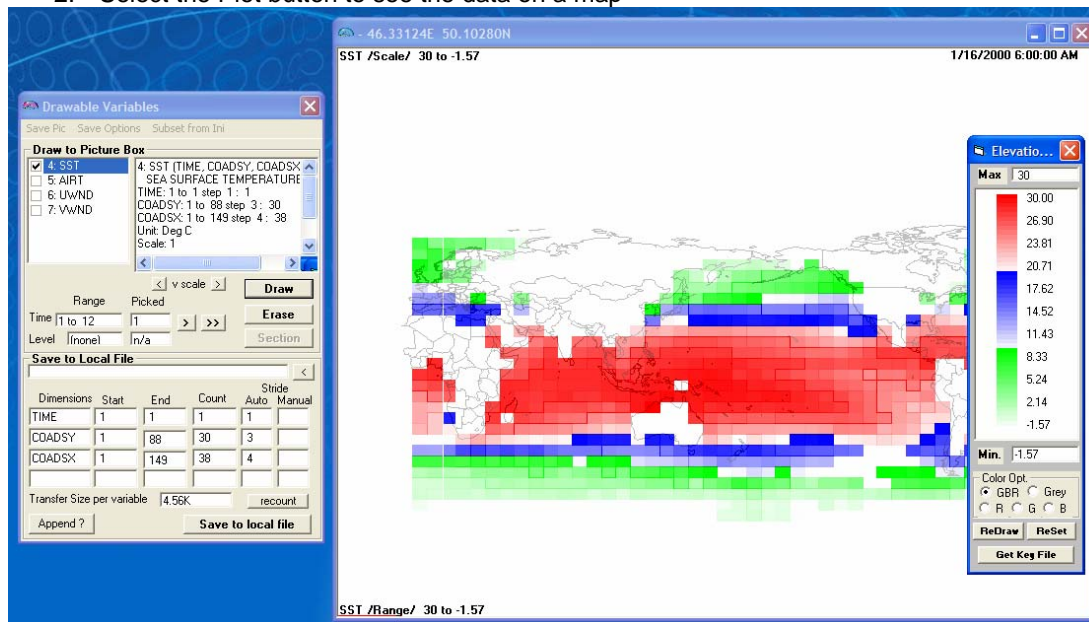 2. Select the Plot button to see the data on a map
- 46.33124E 50.10280N
SST /Scale/ 30 to -1.57
1/16/2000 6:00:00 AM
Drawable Variables
Save Pic Save Options Subset from Ini
Draw to Picture Box
4: SST
5: AIRT
6: UWND
7: VWND
4: SST (TIME, COADSY, COADSX
SEA SURFACE TEMPERATURE
TIME: 1 to 1 step 1 : 1
COADSY: 1 to 88 step 3 : 30
COADSX: 1 to 149 step 4 : 38
Unit: Deg C
Scale: 1
< v scale >
Draw
Range Picked
Time 1 to 12 1 > >>
Erase
Level (none) n/a
Section
Save to Local File
<
Stride
Dimensions Start End Count Auto Manual
TIME 1 1 1 1
COADSY 1 88 30 3
COADSX 1 149 38 4
Transfer Size per variable 4.56K recount
Append ? Save to local file
Elevatio...
Max 30
30.00
26.90
23.81
20.71
17.62
14.52
11.43
8.33
5.24
2.14
-1.57
Min. -1.57
Color Opt.
GBR Grey
R G B
ReDraw ReSet
Get Key File
SST /Range/ 30 to -1.57